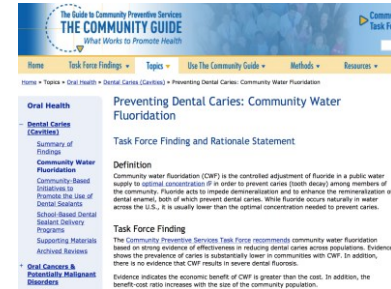 The Guide to Community Preventive Services
THE COMMUNITY GUIDE
What Works to Promote Health
Comm
Task Fo
Home Task Force Findings Topics Use The Community Guide Methods Resources
Home > Topics > Oral Health > Dental Caries (Cavities) > Preventing Dental Caries: Community Water Fluoridation
Oral Health
Dental Caries
(Cavities)
Summary of
Findings
Community Water
Fluoridation
Community-Based
Initiatives to
Promote the Use of
Dental Sealants
School-Based Dental
Sealant Delivery
Programs
Supporting Materials
Archived Reviews
Oral Cancers &
Potentially Malignant
Disorders
Preventing Dental Caries: Community Water
Fluoridation
Task Force Finding and Rationale Statement
Definition
Community water fluoridation (CWF) is the controlled adjustment of fluoride in a public water
supply to optimal concentration in order to prevent caries (tooth decay) among members of
the community. Fluoride acts to impede demineralization and to enhance the remineralization o
dental enamel, both of which prevent dental caries. While fluoride occurs naturally in water
across the U.S., it is usually lower than the optimal concentration needed to prevent caries.
Task Force Finding
The Community Preventive Services Task Force recommends community water fluoridation
based on strong evidence of effectiveness in reducing dental caries across populations. Evidence
shows the prevalence of caries is substantially lower in communities with CWF. In addition,
there is no evidence that CWF results in severe dental fluorosis.
Evidence indicates the economic benefit of CWF is greater than the cost. In addition, the
benefit-cost ratio increases with the size of the community population.